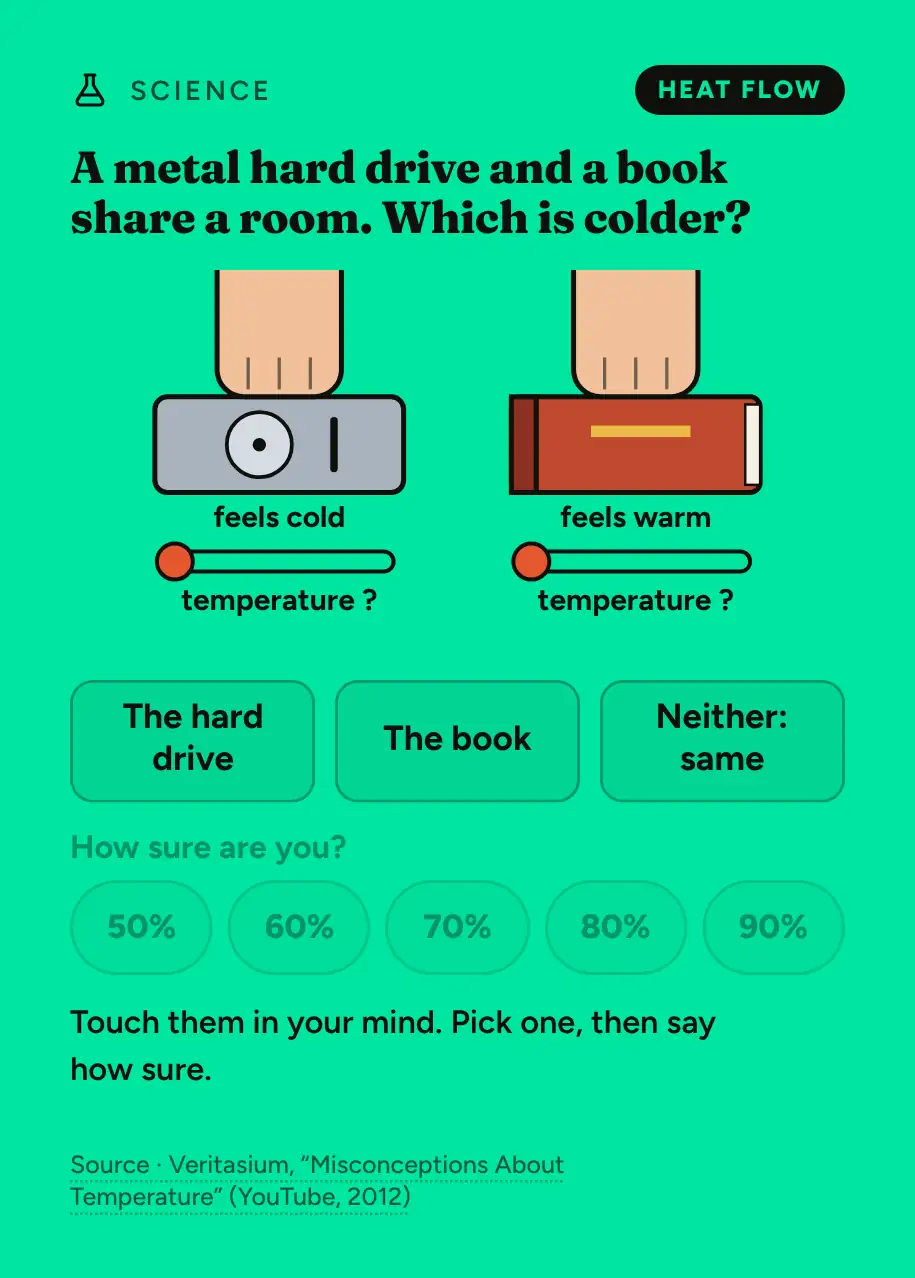 SCIENCE
HEAT FLOW
A metal hard drive and a book
share a room. Which is colder?
feels cold
feels warm
temperature ?
temperature ?
The hard
drive
The book
Neither:
same
How sure are you?
50%
60%
70%
80%
90%
Touch them in your mind. Pick one, then say
how sure.
Source · Veritasium, “Misconceptions About
Temperature” (YouTube, 2012)